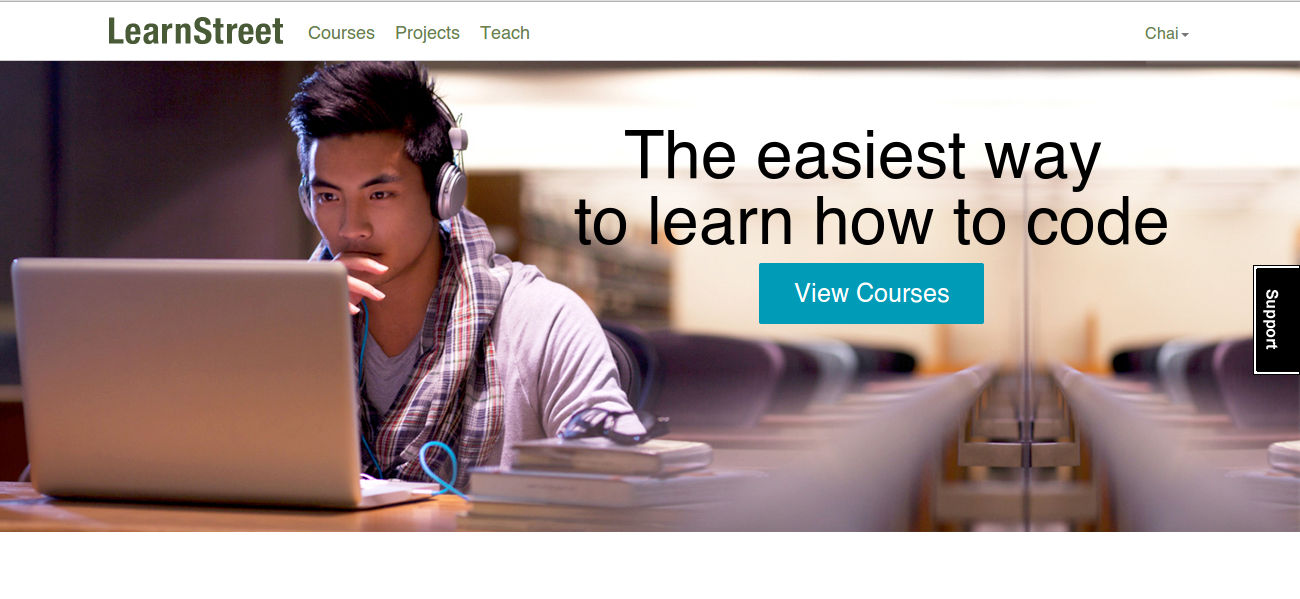 LearnStreet Courses Projects Teach Chai
The easiest way
to learn how to code
View Courses
Support